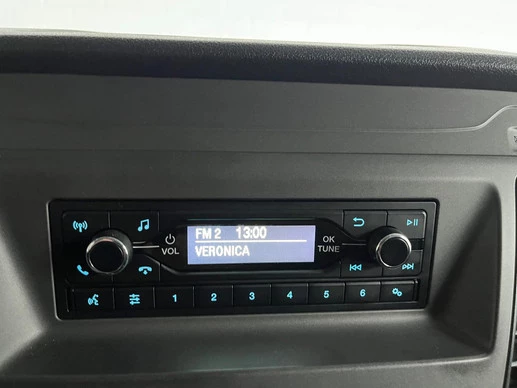 FM 2 13:00
VERONICA
VOL
OK
TUNE
1 2 3 4 5 6